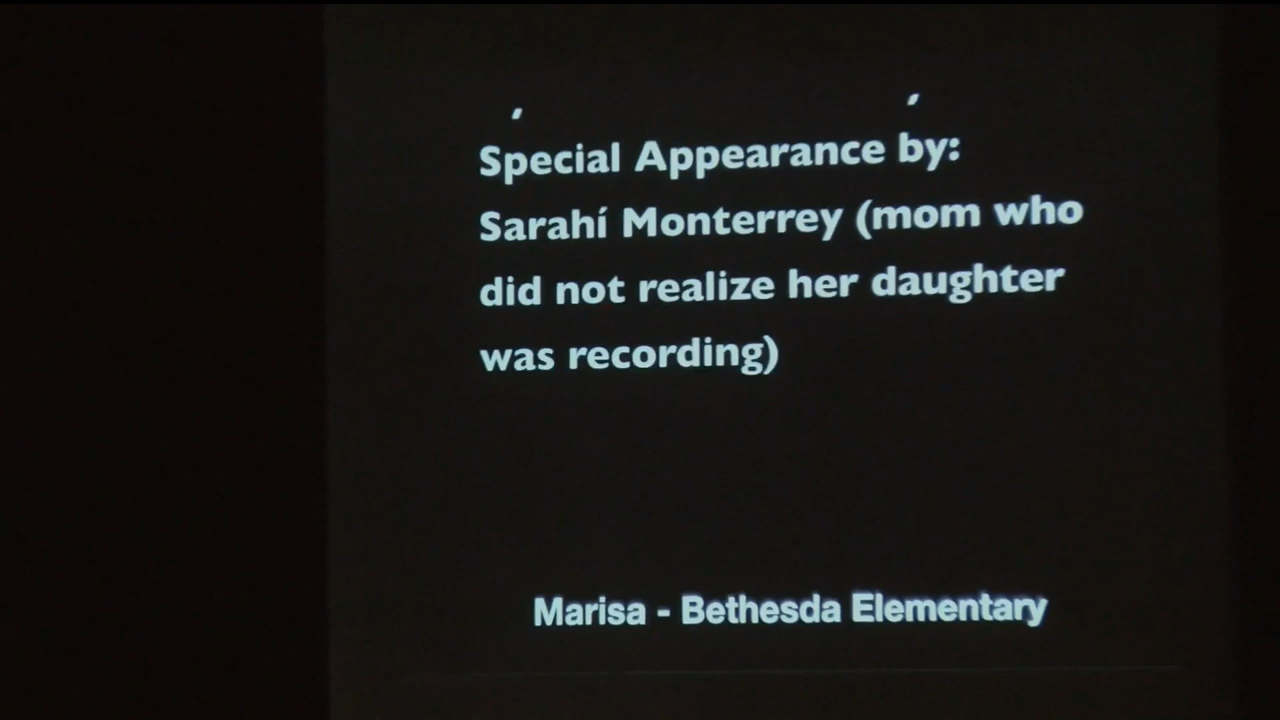 Special Appearance by:
Sarahí Monterrey (mom who
did not realize her daughter
was recording)
Marisa - Bethesda Elementary